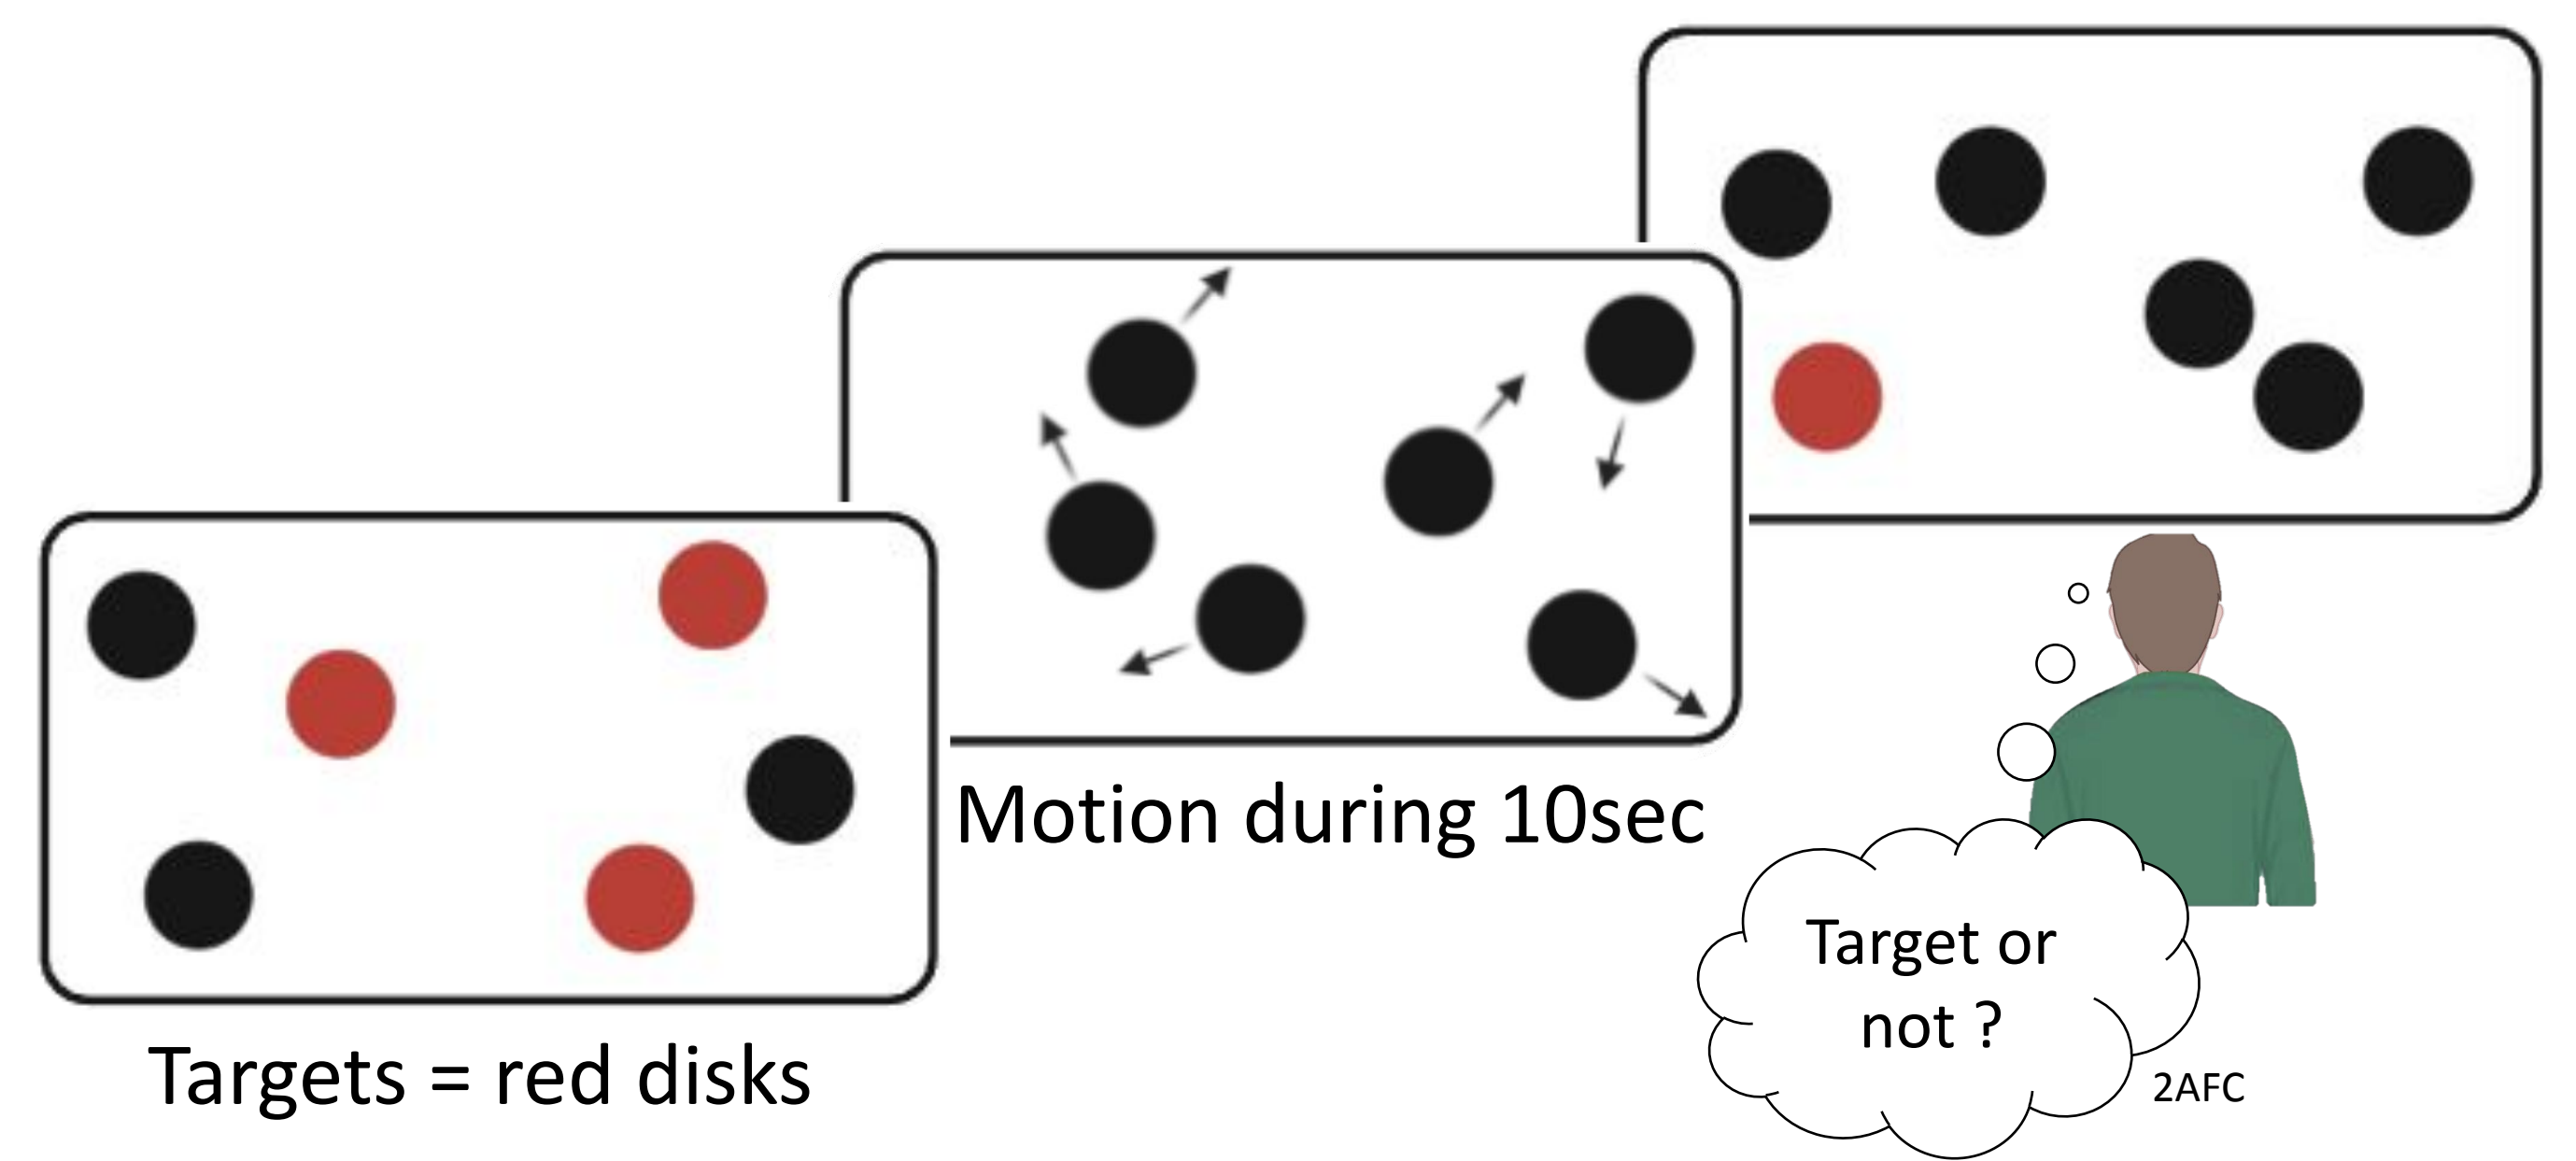 Targets = red disks
Motion during 10sec
Target or
not ?
2AFC